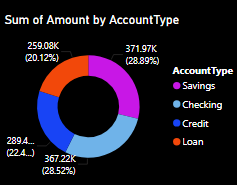 Sum of Amount by AccountType
259.08K
(20.12%)
371.97K
(28.89%)
AccountType
Savings
Checking
Credit
Loan
289.4...
(22.4...)
367.22K
(28.52%)